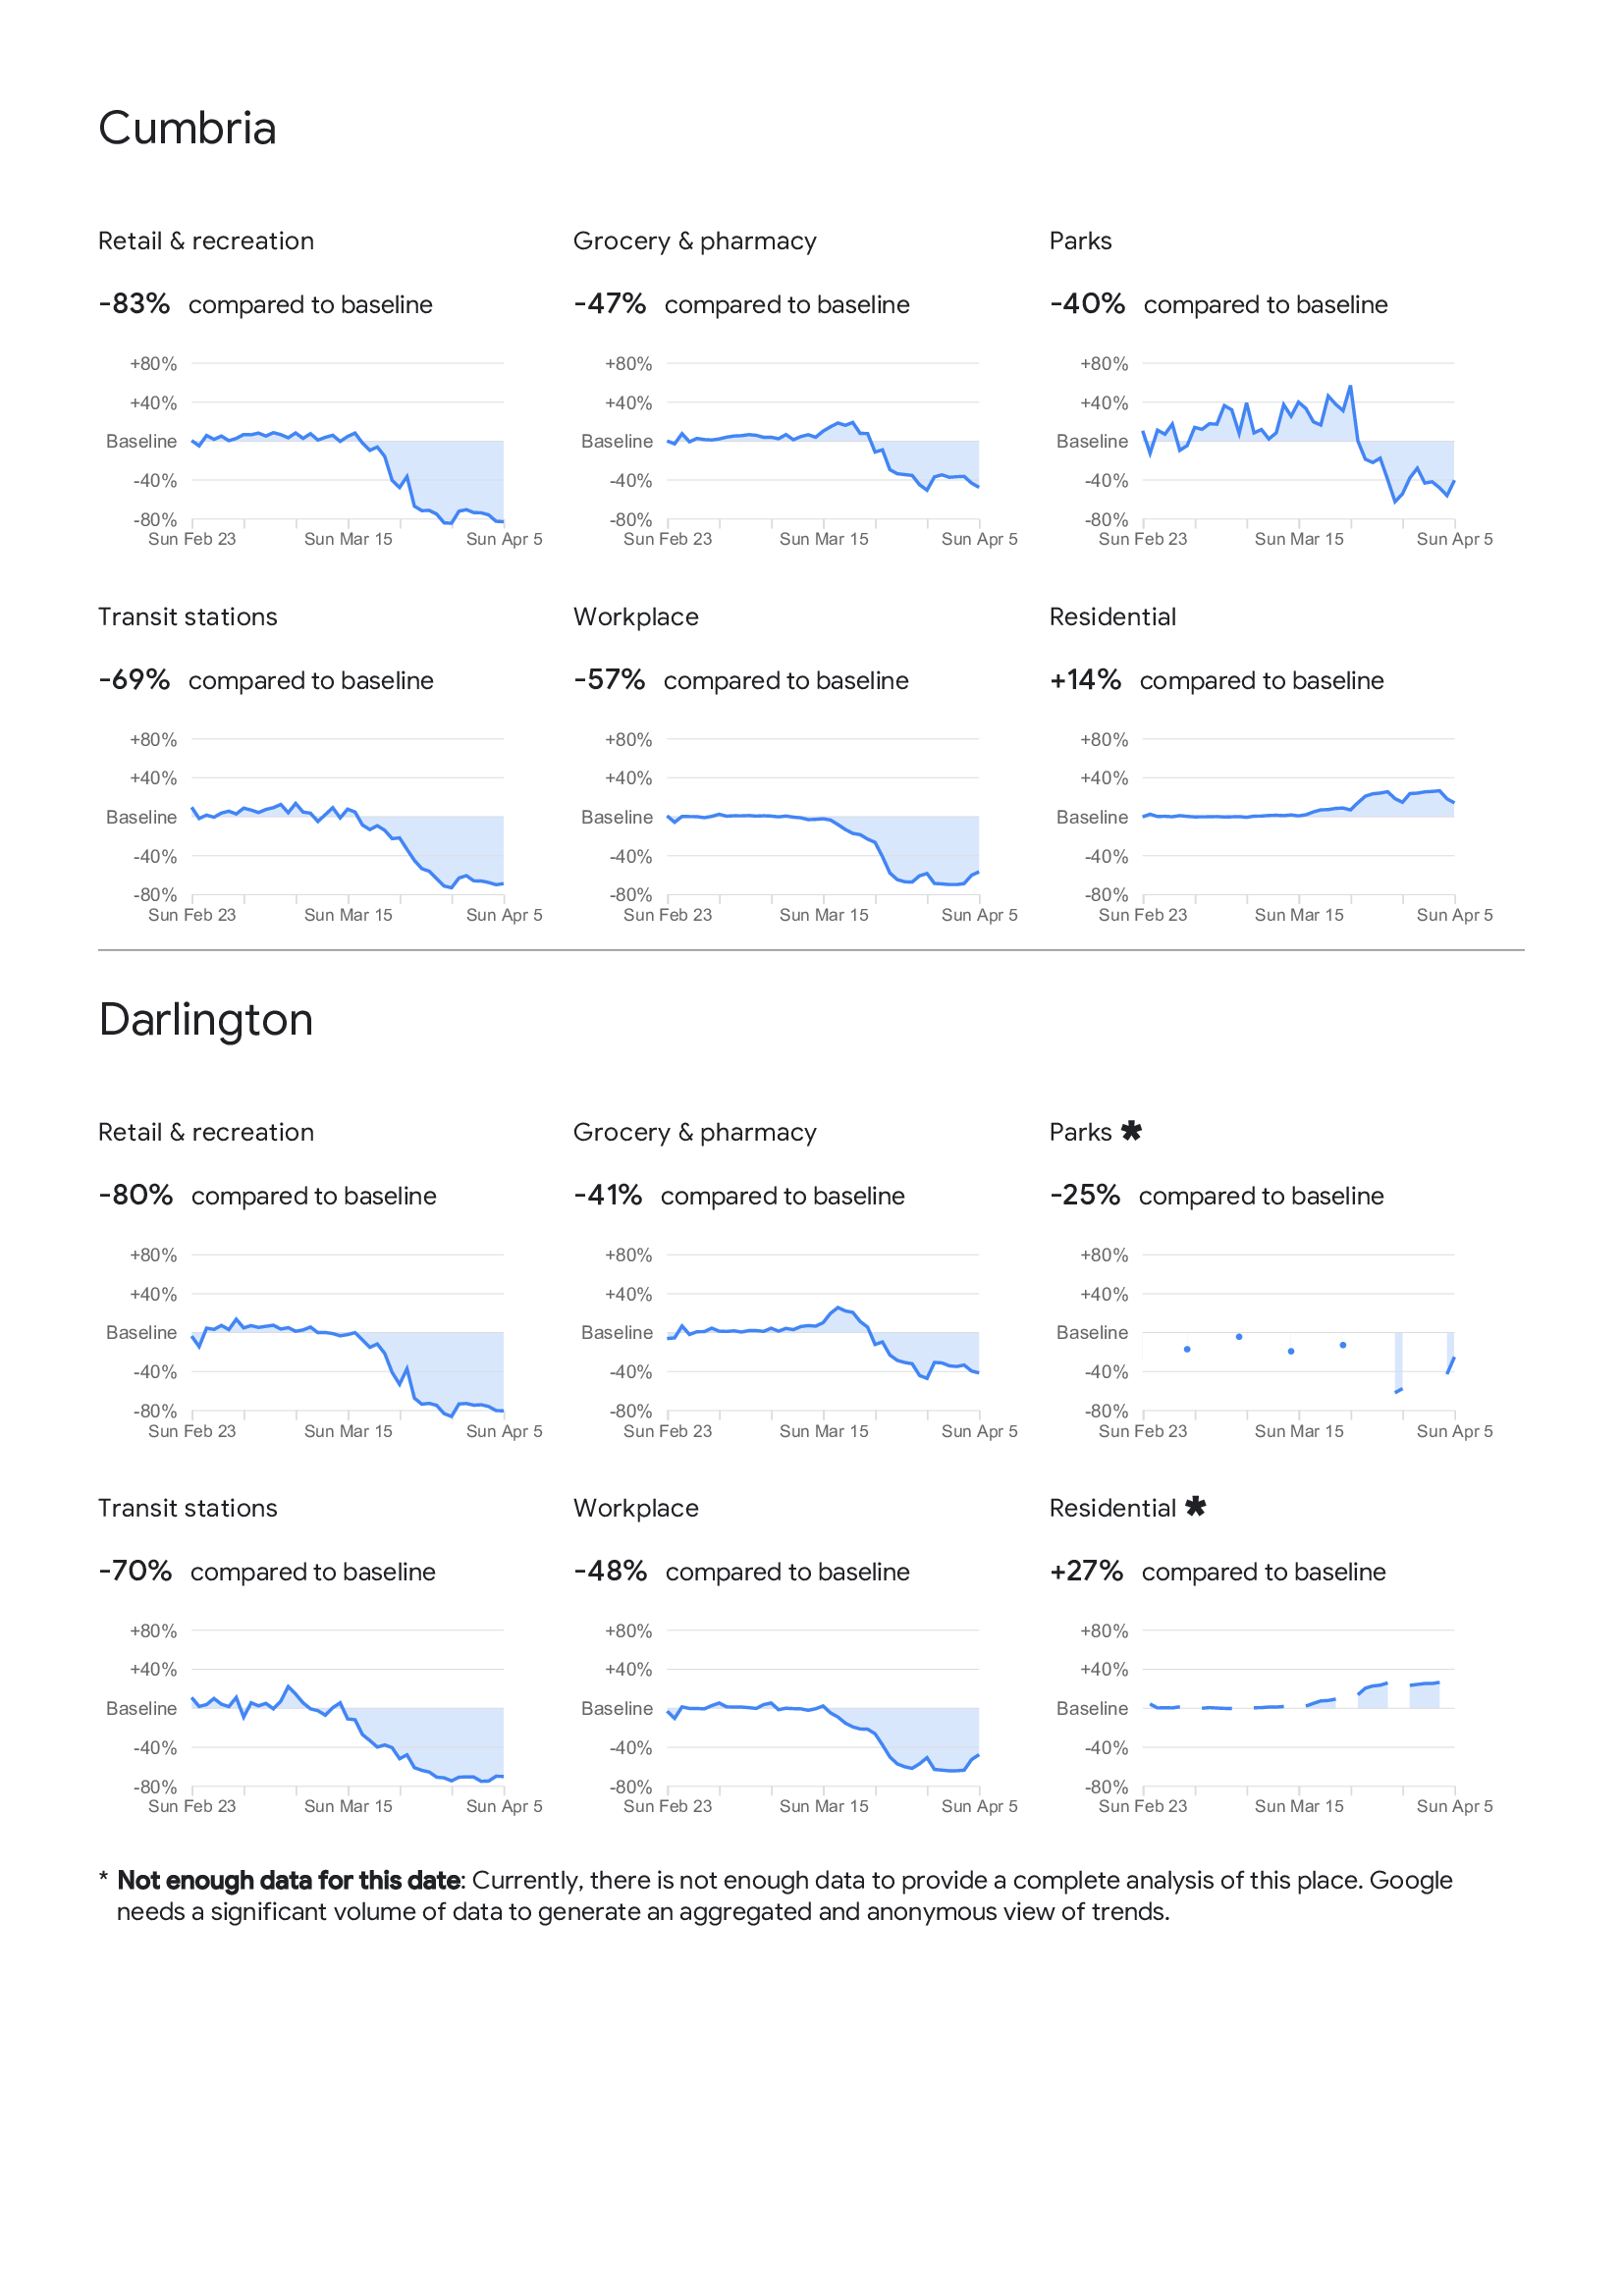 Cumbria
Retail & recreation
-83% compared to baseline
+80%
+40%
Baseline
-40%
-80%
Sun Feb 23 Sun Mar 15 Sun Apr 5
Grocery & pharmacy
-47% compared to baseline
+80%
+40%
Baseline
-40%
-80%
Sun Feb 23 Sun Mar 15 Sun Apr 5
Parks
-40% compared to baseline
+80%
+40%
Baseline
-40%
-80%
Sun Feb 23 Sun Mar 15 Sun Apr 5
Transit stations
-69% compared to baseline
+80%
+40%
Baseline
-40%
-80%
Sun Feb 23 Sun Mar 15 Sun Apr 5
Workplace
-57% compared to baseline
+80%
+40%
Baseline
-40%
-80%
Sun Feb 23 Sun Mar 15 Sun Apr 5
Residential
+14% compared to baseline
+80%
+40%
Baseline
-40%
-80%
Sun Feb 23 Sun Mar 15 Sun Apr 5
Darlington
Retail & recreation
-80% compared to baseline
+80%
+40%
Baseline
-40%
-80%
Sun Feb 23 Sun Mar 15 Sun Apr 5
Grocery & pharmacy
-41% compared to baseline
+80%
+40%
Baseline
-40%
-80%
Sun Feb 23 Sun Mar 15 Sun Apr 5
Parks *
-25% compared to baseline
+80%
+40%
Baseline
-40%
-80%
Sun Feb 23 Sun Mar 15 Sun Apr 5
Transit stations
-70% compared to baseline
+80%
+40%
Baseline
-40%
-80%
Sun Feb 23 Sun Mar 15 Sun Apr 5
Workplace
-48% compared to baseline
+80%
+40%
Baseline
-40%
-80%
Sun Feb 23 Sun Mar 15 Sun Apr 5
Residential *
+27% compared to baseline
+80%
+40%
Baseline
-40%
-80%
Sun Feb 23 Sun Mar 15 Sun Apr 5
* Not enough data for this date: Currently, there is not enough data to provide a complete analysis of this place. Google
needs a significant volume of data to generate an aggregated and anonymous view of trends.